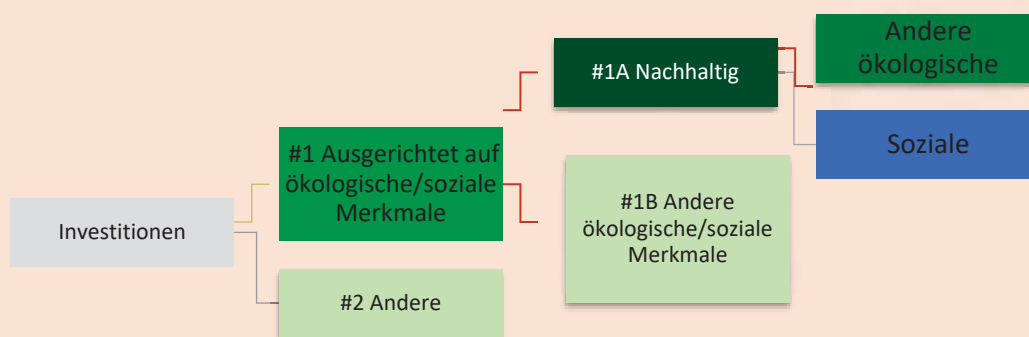 Investitionen
#1 Ausgerichtet auf
ökologische/soziale
Merkmale
#2 Andere
#1A Nachhaltig
#1B Andere
ökologische/soziale
Merkmale
Andere
ökologische
Soziale